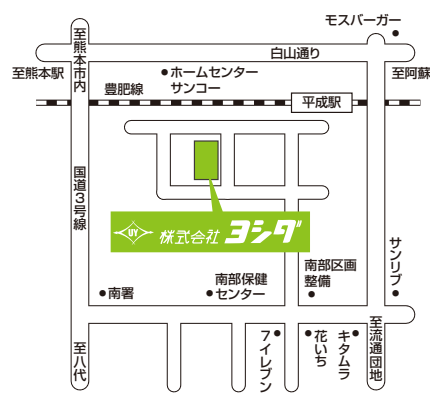 モスバーガー
至熊本市内
白山通り
至熊本駅
ホームセンター
サンコー
至阿蘇
豊肥線
平成駅
国道3号線
UY
株式会社 ヨシダ
サンリブ
南部区画
整備
南部保健
センター
南署
至八代
7イレブン
花いち
キタムラ
至流通団地